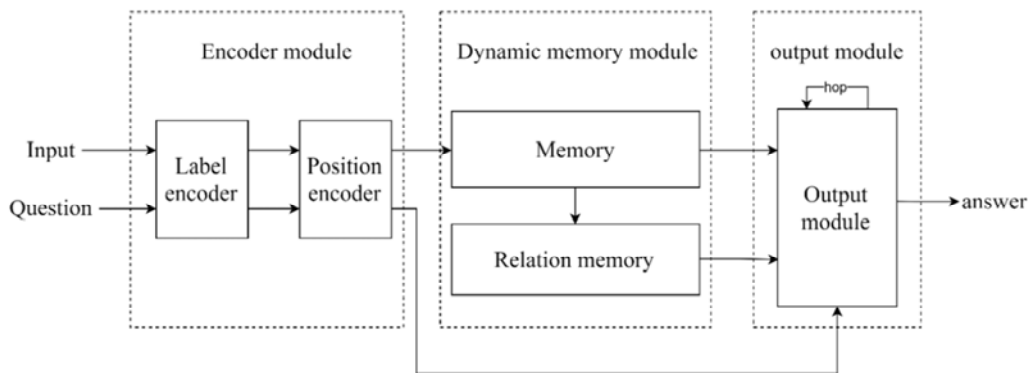 Encoder module
Dynamic memory module
output module
hop
Input
Question
Label
encoder
Position
encoder
Memory
Relation memory
Output
module
answer